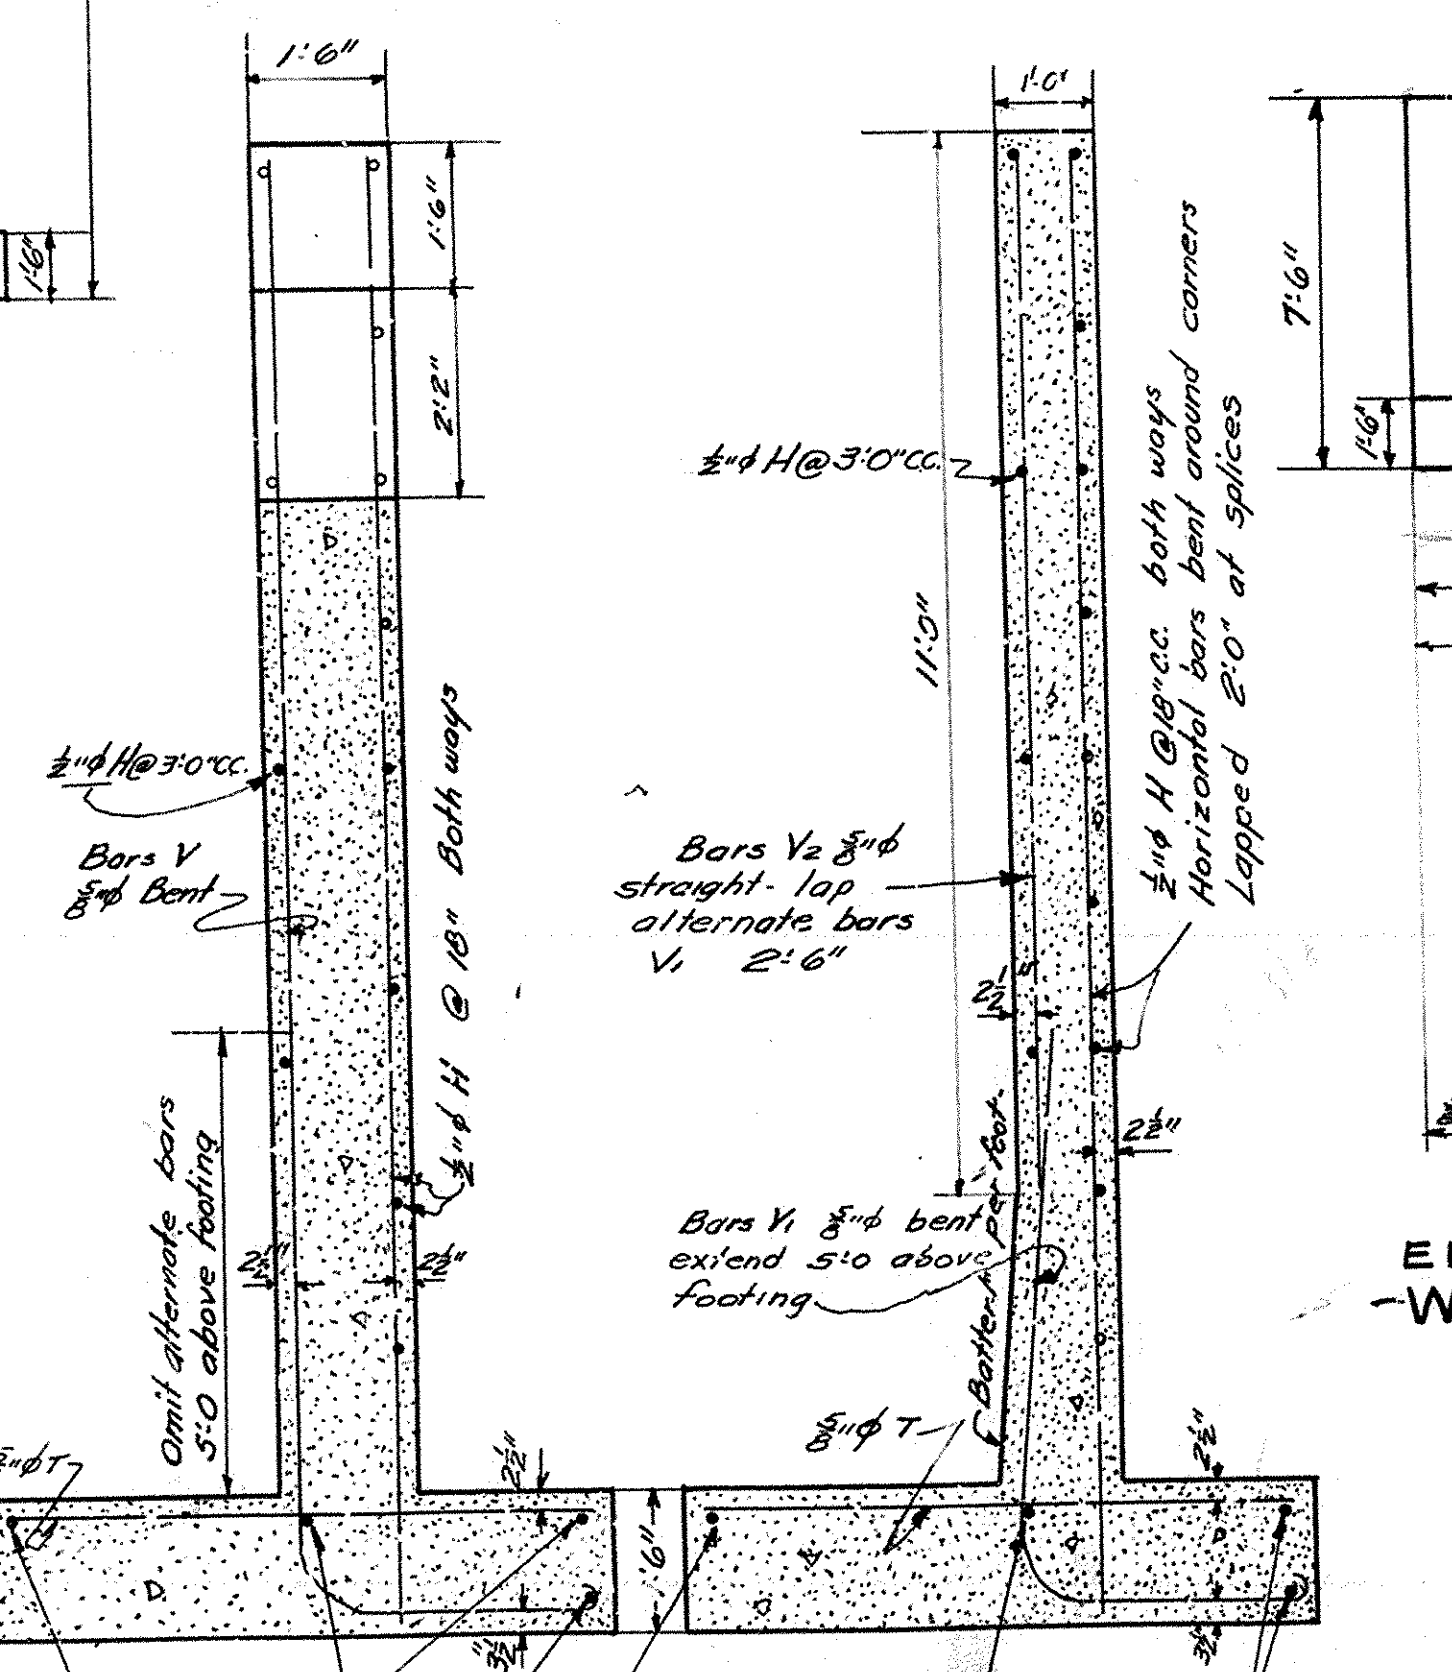 1'-6"
1'-0"
1'-6"
1'-6"
2'-2"
7'-6"
1'-6"
½"φ H @ 3'-0" c.c.
½"φ H @ 18" c.c. both ways
Horizontal bars bent around corners
Lapped 2'-0" at splices
11'-0"
½"φ H @ 3'-0" c.c.
Bars V
⅝"φ Bent
½"φ H @ 18" Both ways
Bars V2 ⅝"φ
straight- lap
alternate bars
V1 2'-6"
2½"
2½"
Omit alternate bars
5'-0 above footing
2½"
2½"
Bars V1 ⅝"φ bent
extend 5'-0 above
footing
Batter per foot.
⅝"φ T
"φ T
2½"
2½"
-6"
3½"
3½"